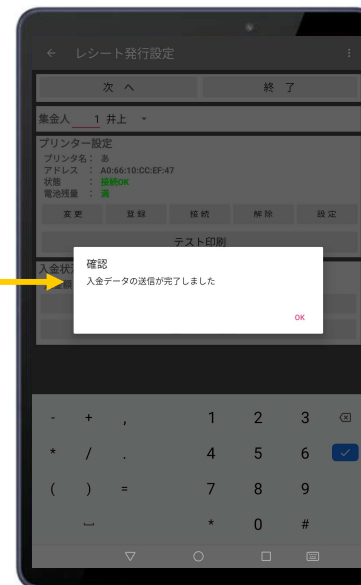 ← レシート発行設定
次 へ 終 了
集金人 1 井上
プリンター設定
プリンタ名： あ
アドレス ： A0:66:10:CC:EF:47
状態 ： 接続OK
電池残量 ： 満
変 更 登 録 接 続 解 除 設 定
テスト印刷
入金状
確認
入金データの送信が完了しました
OK
- + , 1 2 3
* / . 4 5 6
( ) = 7 8 9
* 0 #